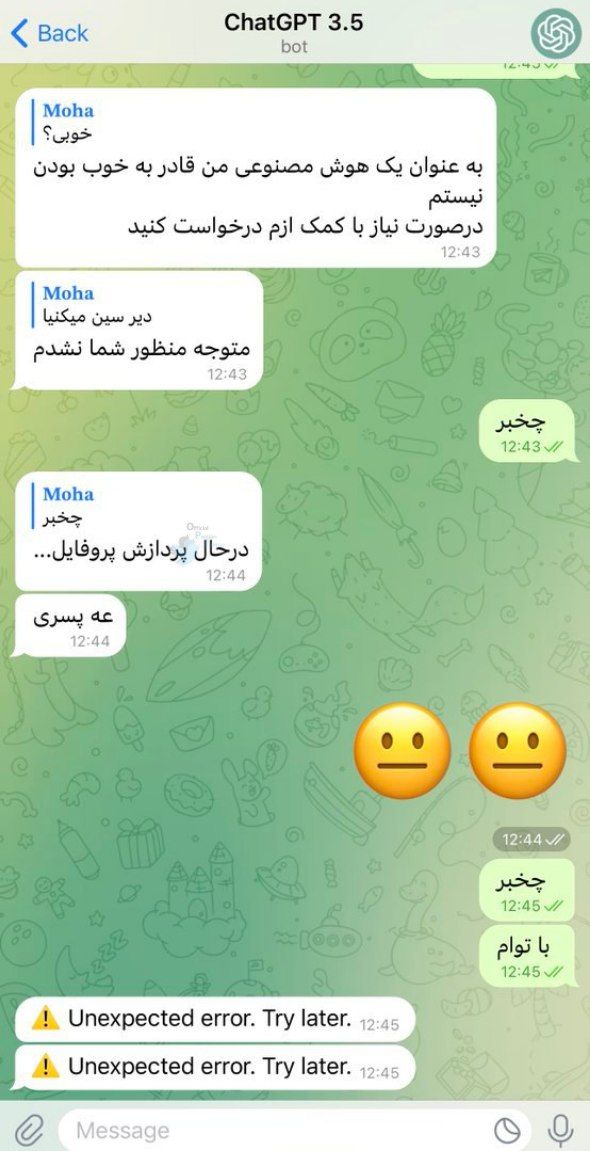 Back
ChatGPT 3.5
bot
12:45
Moha
خوبی؟
به عنوان یک هوش مصنوعی من قادر به خوب بودن
نیستم
درصورت نیاز با کمک ازم درخواست کنید
12:43
Moha
دیر سین میکنیا
متوجه منظور شما نشدم
12:43
چخبر
12:43
Moha
چخبر
درحال پردازش پروفایل...
12:44
عه پسری
12:44
12:44
چخبر
12:45
با توام
12:45
Unexpected error. Try later. 12:45
Unexpected error. Try later. 12:45
Message